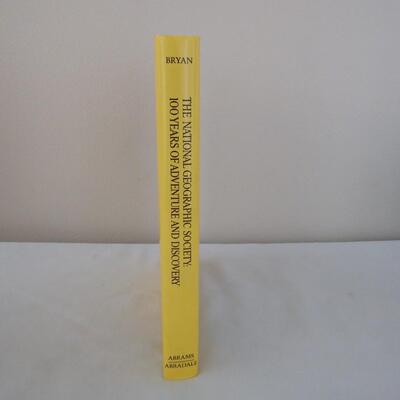 BRYAN
THE NATIONAL GEOGRAPHIC SOCIETY:
100 YEARS OF ADVENTURE AND DISCOVERY
ABRAMS
ABRADALE